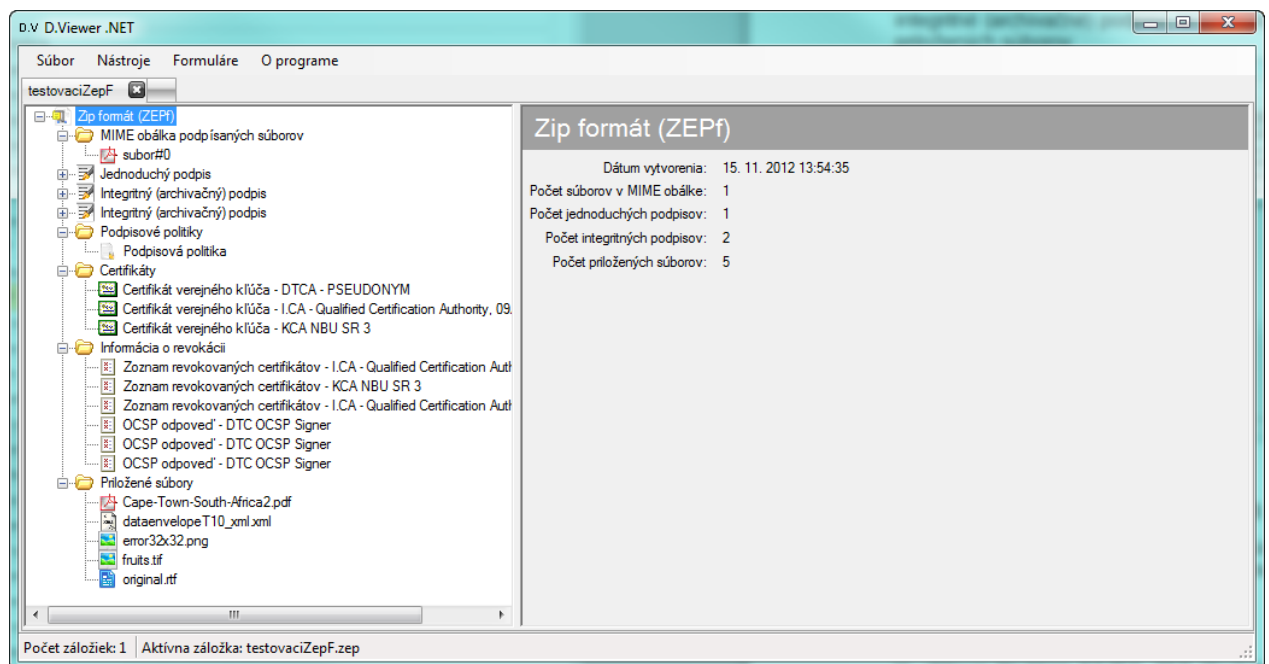 D.V D.Viewer .NET
Súbor Nástroje Formuláre O programe
testovaciZepF
Zip formát (ZEPf)
MIME obálka podpísaných súborov
subor#0
Jednoduchý podpis
Integritný (archivačný) podpis
Integritný (archivačný) podpis
Podpisové politiky
Podpisová politika
Certifikáty
Certifikát verejného kľúča - DTCA - PSEUDONYM
Certifikát verejného kľúča - I.CA - Qualified Certification Authority, 09.
Certifikát verejného kľúča - KCA NBU SR 3
Informácia o revokácii
Zoznam revokovaných certifikátov - I.CA - Qualified Certification Auth
Zoznam revokovaných certifikátov - KCA NBU SR 3
Zoznam revokovaných certifikátov - I.CA - Qualified Certification Auth
OCSP odpoveď - DTC OCSP Signer
OCSP odpoveď - DTC OCSP Signer
OCSP odpoveď - DTC OCSP Signer
Priložené súbory
Cape-Town-South-Africa2.pdf
dataenvelopeT10_xml.xml
error32x32.png
fruits.tif
original.rtf
Zip formát (ZEPf)
Dátum vytvorenia: 15. 11. 2012 13:54:35
Počet súborov v MIME obálke: 1
Počet jednoduchých podpisov: 1
Počet integritných podpisov: 2
Počet priložených súborov: 5
Počet záložiek: 1 Aktívna záložka: testovaciZepF.zep